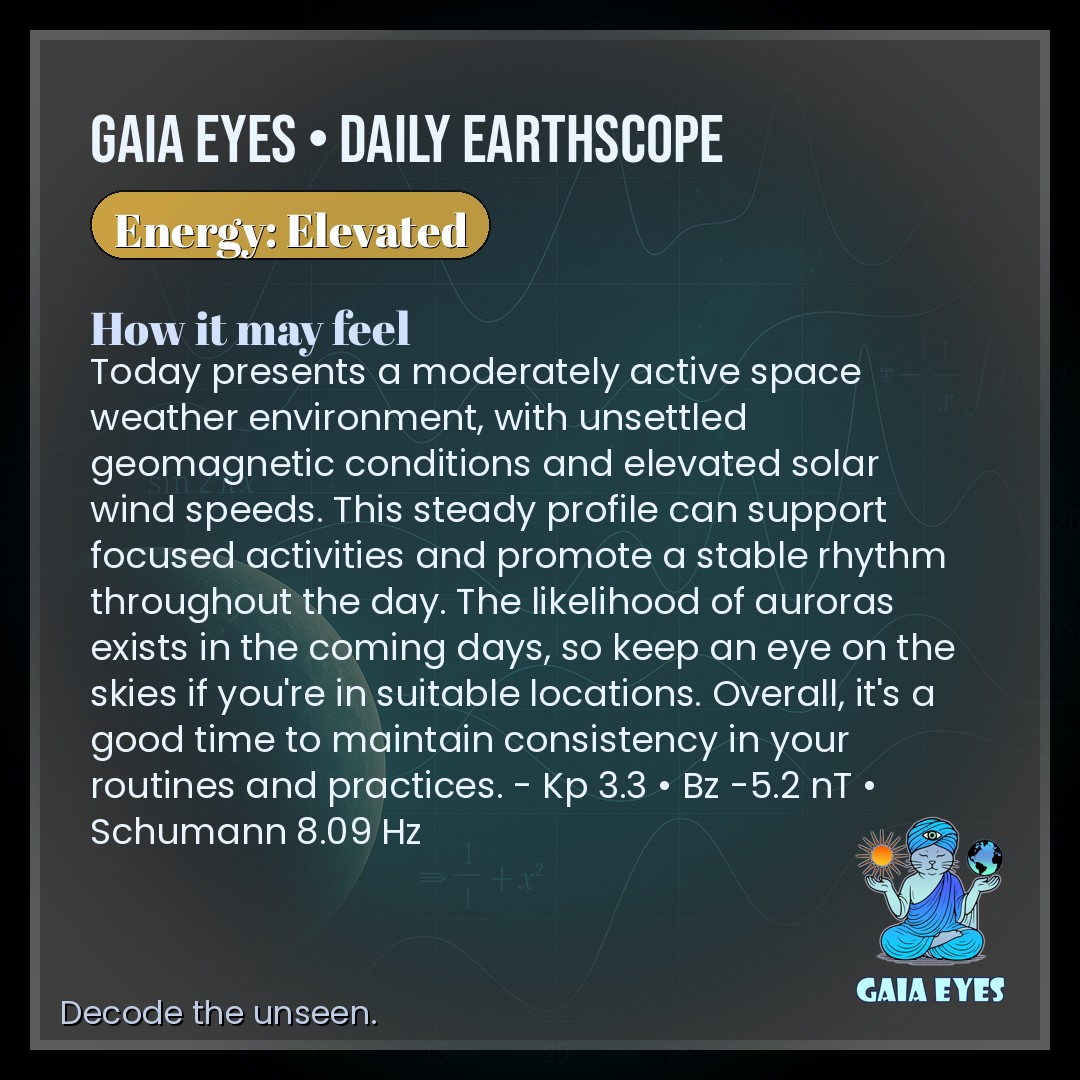 GAIA EYES • DAILY EARTHSCOPE
Energy: Elevated
How it may feel
Today presents a moderately active space
weather environment, with unsettled
geomagnetic conditions and elevated solar
wind speeds. This steady profile can support
focused activities and promote a stable rhythm
throughout the day. The likelihood of auroras
exists in the coming days, so keep an eye on the
skies if you're in suitable locations. Overall, it's a
good time to maintain consistency in your
routines and practices. - Kp 3.3 • Bz -5.2 nT •
Schumann 8.09 Hz
GAIA EYES
Decode the unseen.